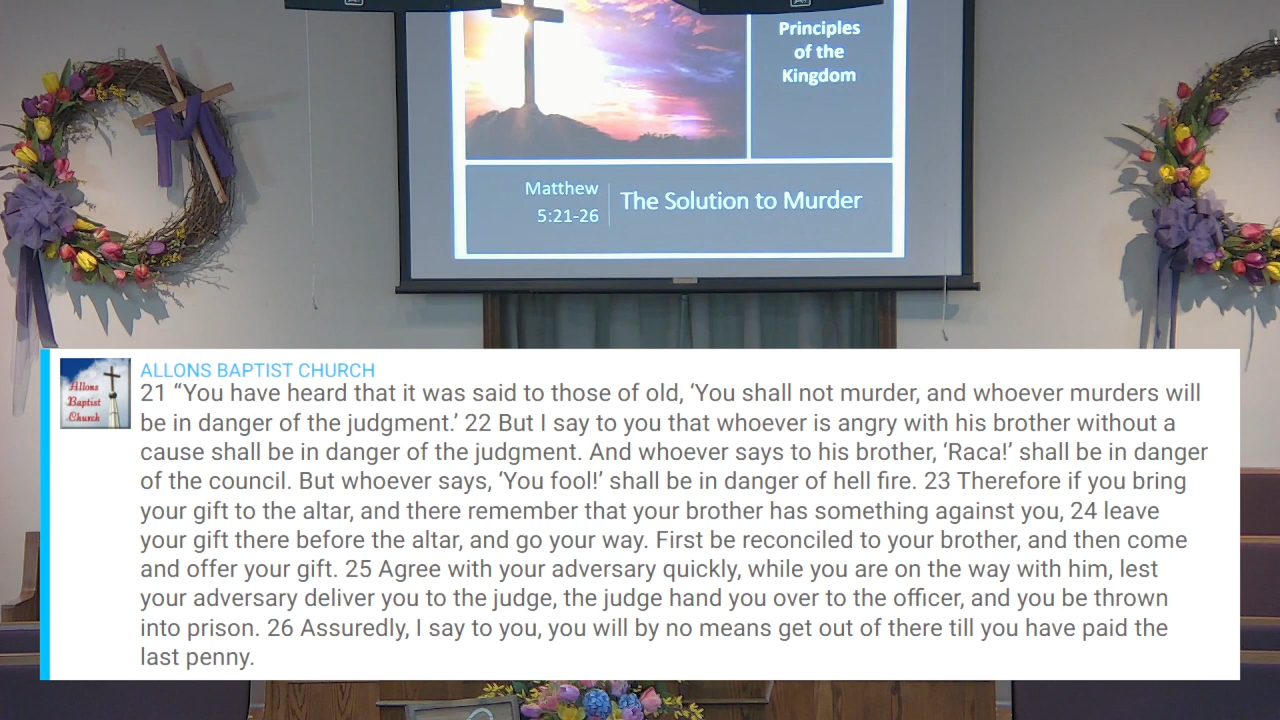 Principles
of the
Kingdom
Matthew
5:21-26
The Solution to Murder
Allons
Baptist
Church
ALLONS BAPTIST CHURCH
21 “You have heard that it was said to those of old, ‘You shall not murder, and whoever murders will
be in danger of the judgment.’ 22 But I say to you that whoever is angry with his brother without a
cause shall be in danger of the judgment. And whoever says to his brother, ‘Raca!’ shall be in danger
of the council. But whoever says, ‘You fool!’ shall be in danger of hell fire. 23 Therefore if you bring
your gift to the altar, and there remember that your brother has something against you, 24 leave
your gift there before the altar, and go your way. First be reconciled to your brother, and then come
and offer your gift. 25 Agree with your adversary quickly, while you are on the way with him, lest
your adversary deliver you to the judge, the judge hand you over to the officer, and you be thrown
into prison. 26 Assuredly, I say to you, you will by no means get out of there till you have paid the
last penny.